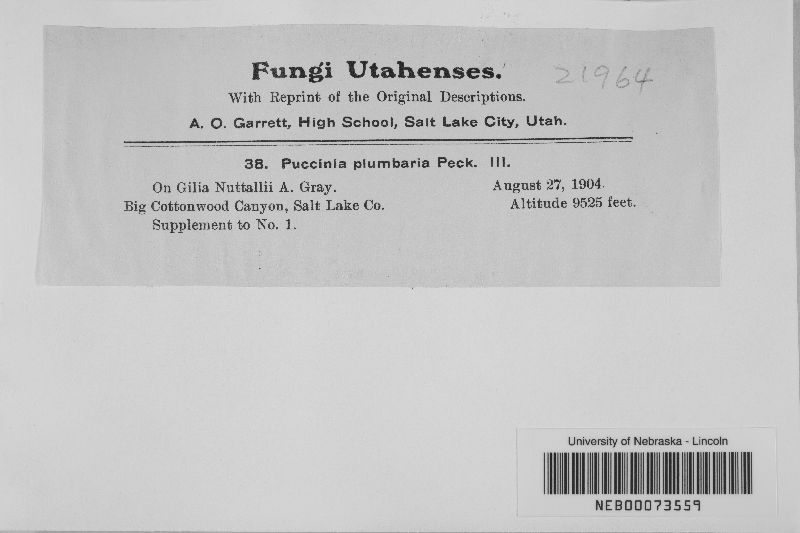 Fungi Utahenses.
21964
With Reprint of the Original Descriptions.
A. O. Garrett, High School, Salt Lake City, Utah.
38. Puccinia plumbaria Peck. III.
On Gilia Nuttallii A. Gray. August 27, 1904.
Big Cottonwood Canyon, Salt Lake Co. Altitude 9525 feet.
Supplement to No. 1.
University of Nebraska - Lincoln
NEB00073559